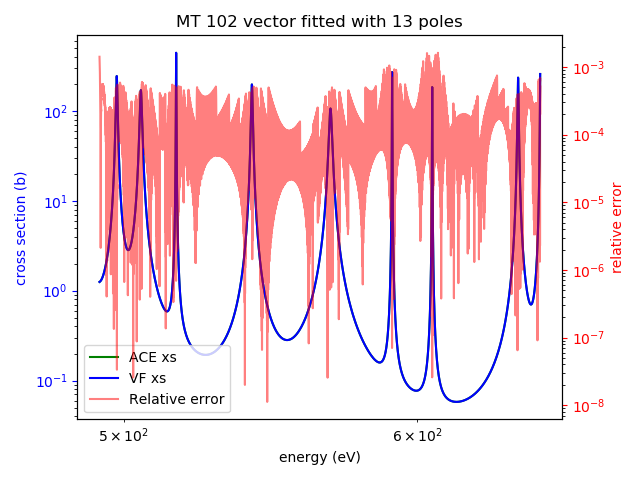 MT 102 vector fitted with 13 poles
cross section (b)
10²
10¹
10⁰
10⁻¹
ACE xs
VF xs
Relative error
10⁻³
10⁻⁴
10⁻⁵
10⁻⁶
10⁻⁷
10⁻⁸
relative error
5 × 10²
6 × 10²
energy (eV)